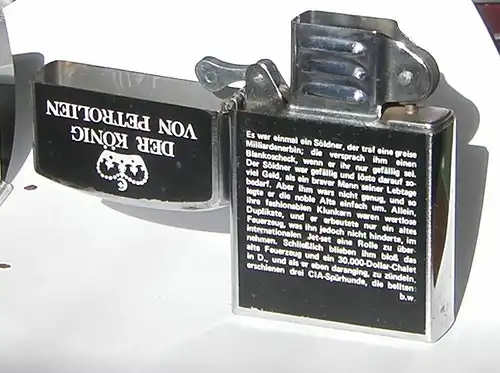 DER KÖNIG
VON PETROLIEN
Es war einmal ein Söldner, der traf eine greise
Milliardenerbin; die versprach ihm einen
Blankoscheck, wenn er ihr nur gefällig sei.
Der Söldner war gefällig und löste darauf so-
viel Geld, als ein braver Mann seiner Lebtage
bedarf. Aber ihm wars nicht genug, und so
legte er die noble Alte einfach um. Allein,
ihre fashionablen Klunkern waren wertlose
Duplikate, und er erbeutete nur ein altes
Feuerzeug, was ihn jedoch nicht hinderte, im
internationalen Jet-set eine Rolle zu über-
nehmen. Schließlich blieben ihm bloß das
alte Feuerzeug und ein 30.000-Dollar-Chalet
in D., und als er eben daranging, zu zündeln,
erschienen drei CIA-Spürhunde, die bellten
b.w.